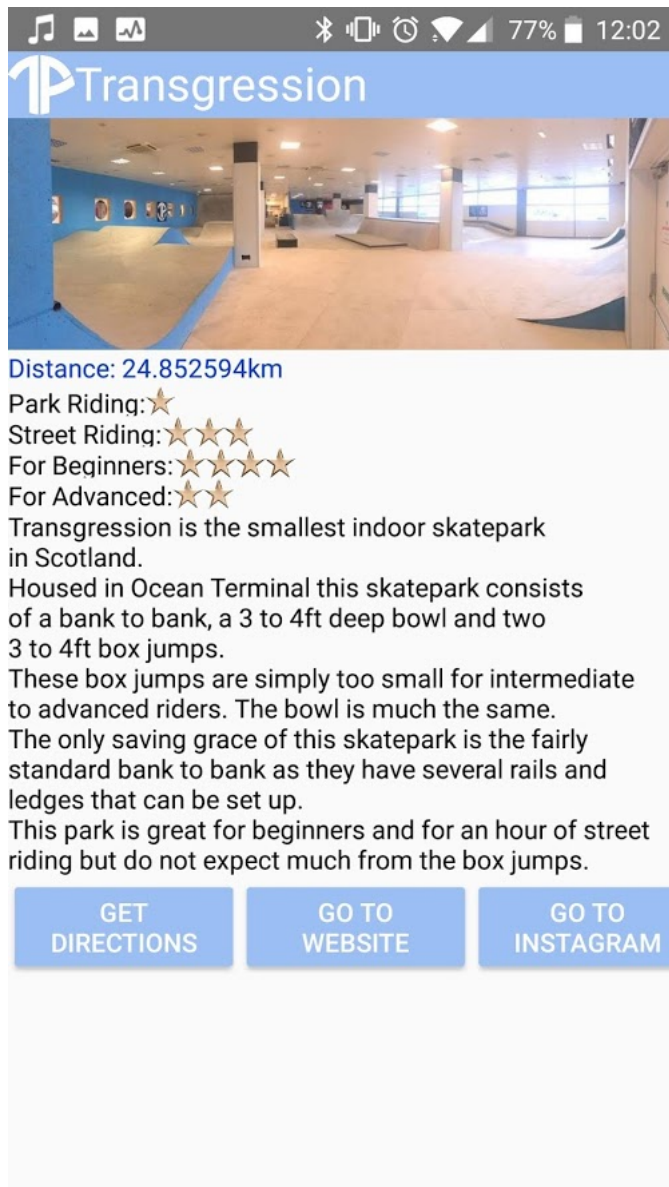 77% 12:02
Transgression
Distance: 24.852594km
Park Riding:
Street Riding:
For Beginners:
For Advanced:
Transgression is the smallest indoor skatepark
in Scotland.
Housed in Ocean Terminal this skatepark consists
of a bank to bank, a 3 to 4ft deep bowl and two
3 to 4ft box jumps.
These box jumps are simply too small for intermediate
to advanced riders. The bowl is much the same.
The only saving grace of this skatepark is the fairly
standard bank to bank as they have several rails and
ledges that can be set up.
This park is great for beginners and for an hour of street
riding but do not expect much from the box jumps.
GET
DIRECTIONS
GO TO
WEBSITE
GO TO
INSTAGRAM